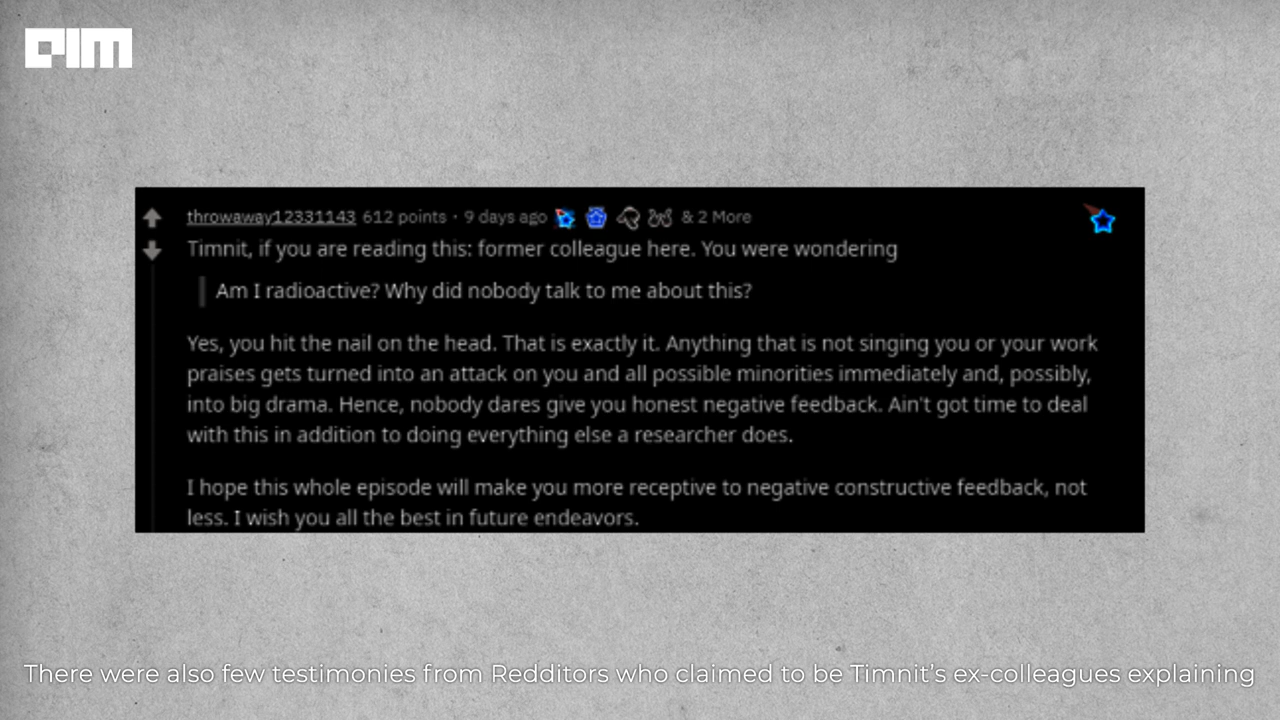 AIM
throwaway12331143 612 points · 9 days ago & 2 More
Timnit, if you are reading this: former colleague here. You were wondering
Am I radioactive? Why did nobody talk to me about this?
Yes, you hit the nail on the head. That is exactly it. Anything that is not singing you or your work
praises gets turned into an attack on you and all possible minorities immediately and, possibly,
into big drama. Hence, nobody dares give you honest negative feedback. Ain't got time to deal
with this in addition to doing everything else a researcher does.
I hope this whole episode will make you more receptive to negative constructive feedback, not
less. I wish you all the best in future endeavors.
There were also few testimonies from Redditors who claimed to be Timnit’s ex-colleagues explaining